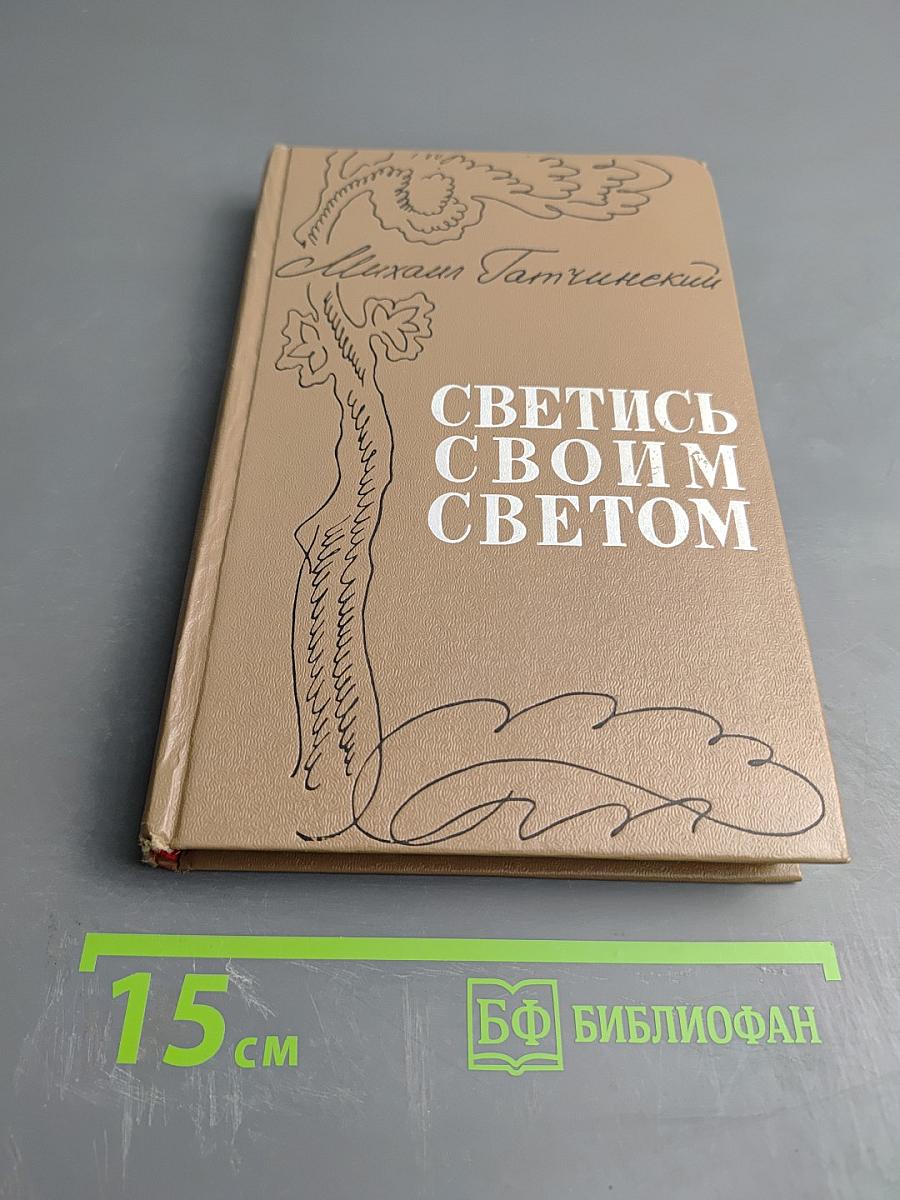 Михаил Гатчинский
СВЕТИСЬ
СВОИМ
СВЕТОМ
15 см
БФ БИБЛИОФАН